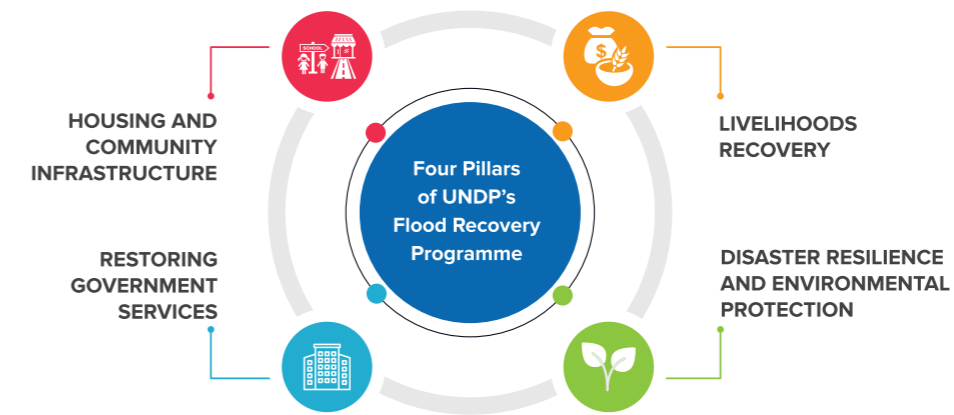 SCHOOL
$
HOUSING AND
COMMUNITY
INFRASTRUCTURE
LIVELIHOODS
RECOVERY
Four Pillars
of UNDP's
Flood Recovery
Programme
RESTORING
GOVERNMENT
SERVICES
DISASTER RESILIENCE
AND ENVIRONMENTAL
PROTECTION